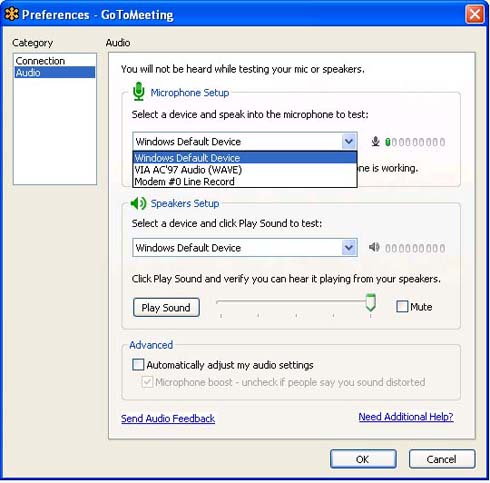 Preferences - GoToMeeting
Category
Connection
Audio
Audio
You will not be heard while testing your mic or speakers.
Microphone Setup
Select a device and speak into the microphone to test:
Windows Default Device
Windows Default Device
VIA AC'97 Audio (WAVE)
Modem #0 Line Record
ne is working.
Speakers Setup
Select a device and click Play Sound to test:
Windows Default Device
Click Play Sound and verify you can hear it playing from your speakers.
Play Sound
Mute
Advanced
Automatically adjust my audio settings
Microphone boost - uncheck if people say you sound distorted
Send Audio Feedback
Need Additional Help?
OK
Cancel